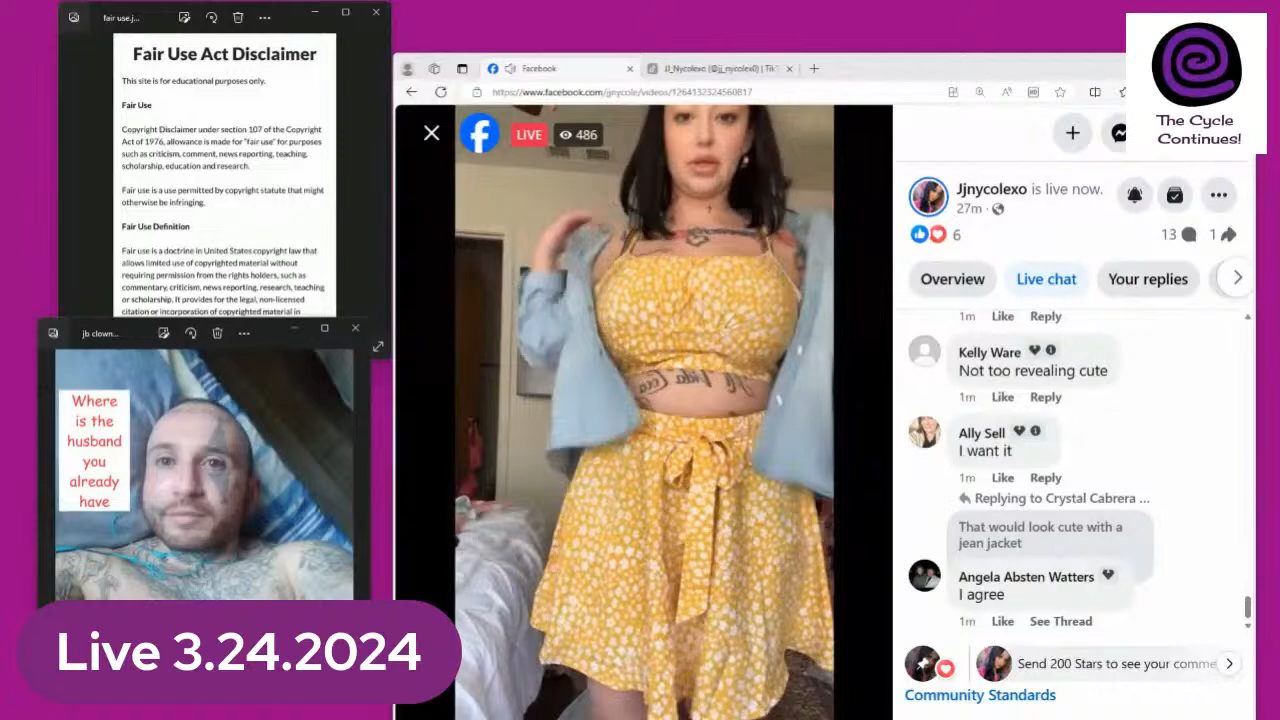 fair use.j...
Fair Use Act Disclaimer
This site is for educational purposes only.
Fair Use
Copyright Disclaimer under section 107 of the Copyright
Act of 1976, allowance is made for "fair use" for purposes
such as criticism, comment, news reporting, teaching,
scholarship, education and research.
Fair use is a use permitted by copyright statute that might
otherwise be infringing.
Fair Use Definition
Fair use is a doctrine in United States copyright law that
allows limited use of copyrighted material without
requiring permission from the rights holders, such as
commentary, criticism, news reporting, research, teaching
or scholarship. It provides for the legal, non-licensed
citation or incorporation of copyrighted material in
jb clown...
Where
is the
husband
you
already
have
Live 3.24.2024
Facebook
JJ_Nycolexo (@jj_nycolex0) | Tik
https://www.facebook.com/jjnycole/videos/1264132324560817
LIVE
486
The Cycle
Continues!
Jjnycolexo is live now.
27m
6
13
1
Overview
Live chat
Your replies
1m Like Reply
Kelly Ware
Not too revealing cute
1m Like Reply
Ally Sell
I want it
1m Like Reply
Replying to Crystal Cabrera ...
That would look cute with a
jean jacket
Angela Absten Watters
I agree
1m Like See Thread
Send 200 Stars to see your comme
Community Standards